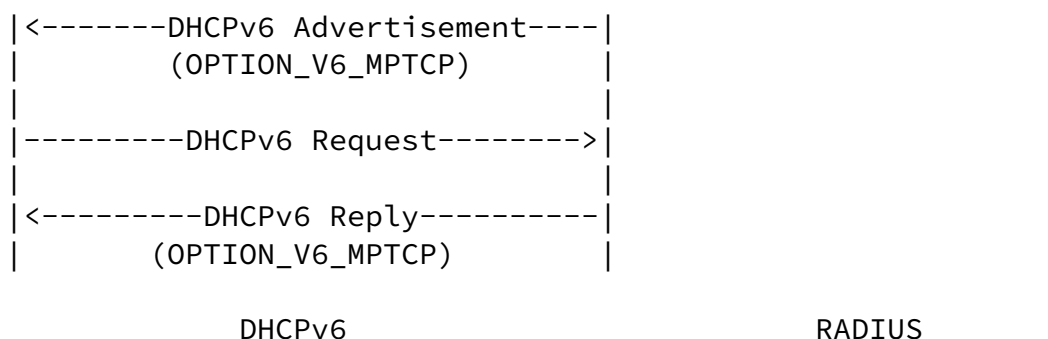 |<-------DHCPv6 Advertisement----|
|        (OPTION_V6_MPTCP)       |
|                                |
|---------DHCPv6 Request-------->|
|                                |
|<---------DHCPv6 Reply----------|
|       (OPTION_V6_MPTCP)        |
DHCPv6                          RADIUS